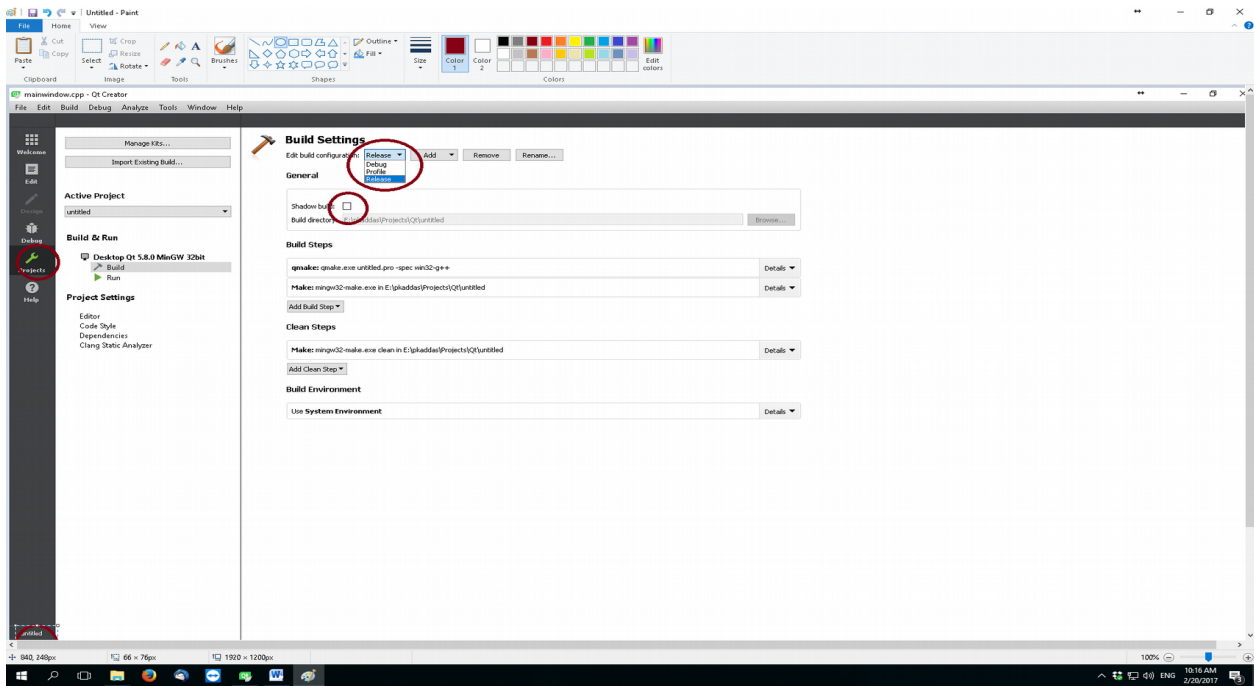 Untitled - Paint
File Home View
Paste
Cut
Copy
Clipboard
Select
Crop
Resize
Rotate
Image
Tools
Brushes
Shapes
Outline
Fill
Size
Color 1
Color 2
Edit colors
Colors
mainwindow.cpp - Qt Creator
File Edit Build Debug Analyze Tools Window Help
Welcome
Edit
Design
Debug
Projects
Help
untitled
Manage Kits...
Import Existing Build...
Active Project
untitled
Build & Run
Desktop Qt 5.8.0 MinGW 32bit
Build
Run
Project Settings
Editor
Code Style
Dependencies
Clang Static Analyzer
Build Settings
Edit build configuration: Release Add Remove Rename...
Debug
Profile
Release
General
Shadow build:
Build directory: E:\pkaddas\Projects\Qt\untitled Browse...
Build Steps
qmake: qmake.exe untitled.pro -spec win32-g++ Details
Make: mingw32-make.exe in E:\pkaddas\Projects\Qt\untitled Details
Add Build Step
Clean Steps
Make: mingw32-make.exe clean in E:\pkaddas\Projects\Qt\untitled Details
Add Clean Step
Build Environment
Use System Environment Details
840, 248px 66 × 76px 1920 × 1200px 100%
ENG 10:16 AM
2/20/2017